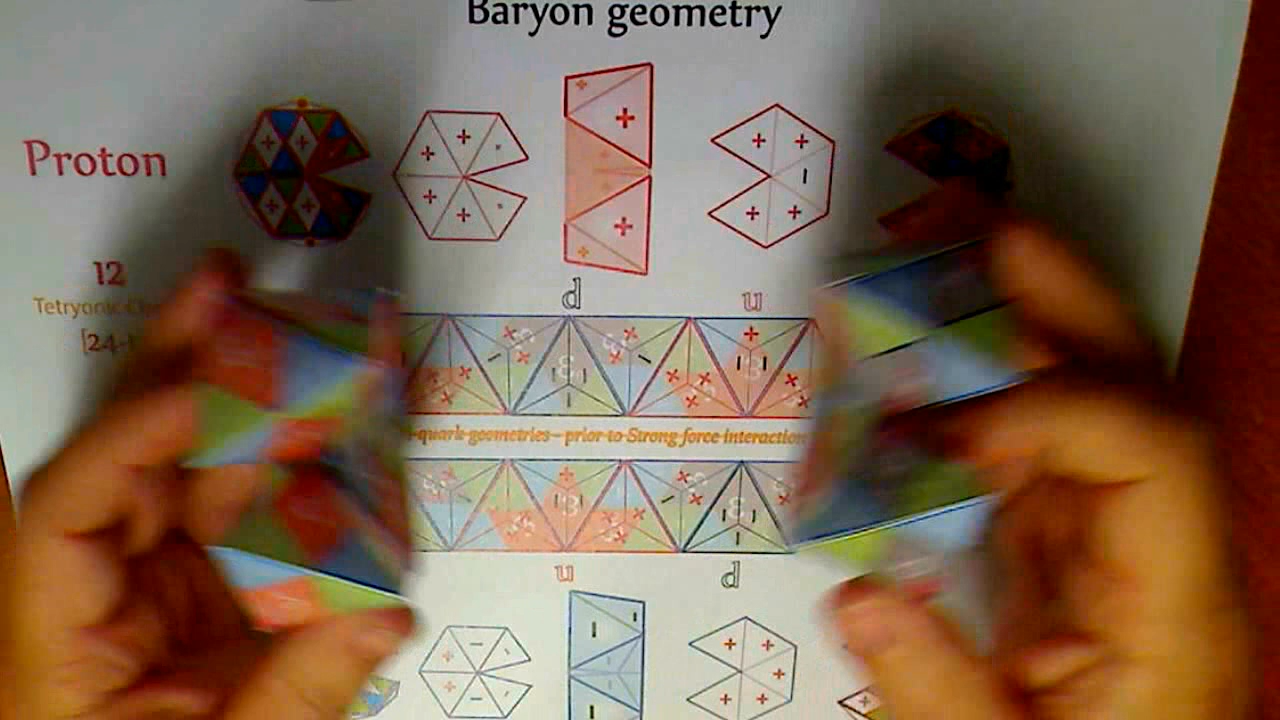 Baryon geometry
Proton
12
d u
-quark geometries - prior to Strong force interaction
u d